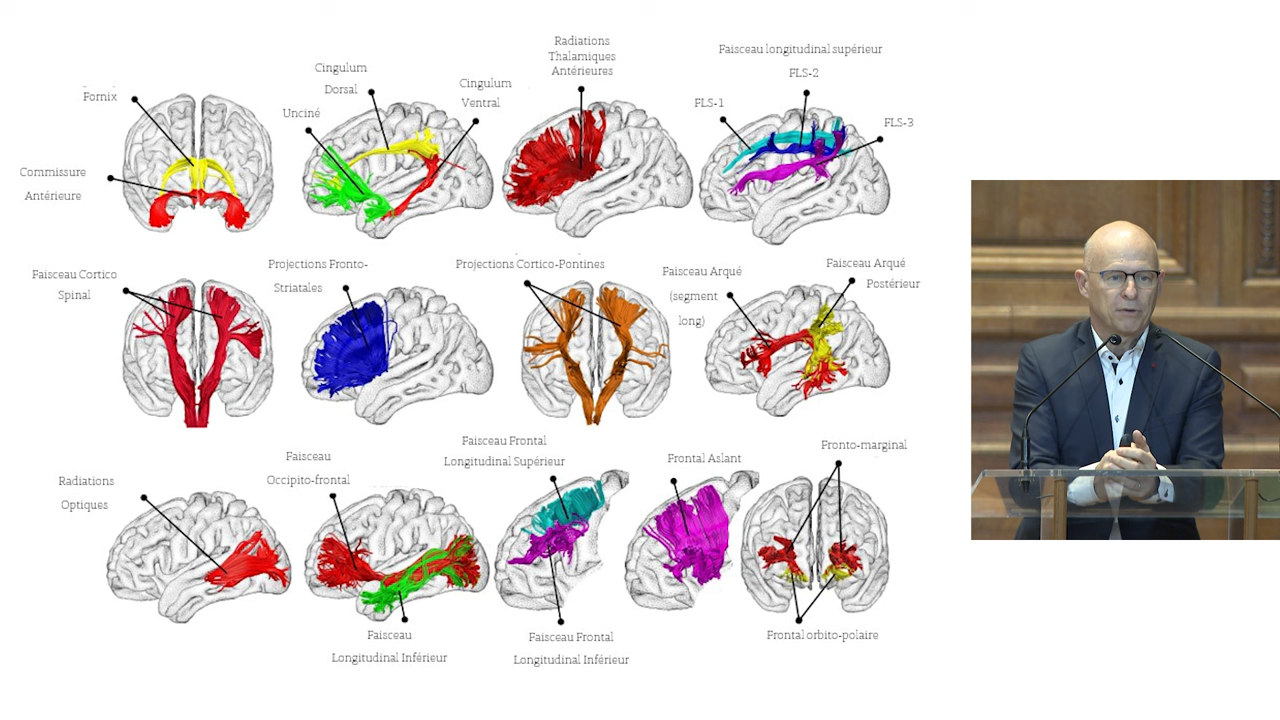 Fornix
Commissure
Antérieure
Cingulum
Dorsal
Unciné
Cingulum
Ventral
Radiations
Thalamiques
Antérieures
Faisceau longitudinal supérieur
FLS-2
FLS-1
FLS-3
Faisceau Cortico
Spinal
Projections Fronto-
Striatales
Projections Cortico-Pontines
Faisceau Arqué
(segment
long)
Faisceau Arqué
Postérieur
Radiations
Optiques
Faisceau
Occipito-frontal
Faisceau
Longitudinal Inférieur
Faisceau Frontal
Longitudinal Supérieur
Faisceau Frontal
Longitudinal Inférieur
Frontal Aslant
Fronto-marginal
Frontal orbito-polaire